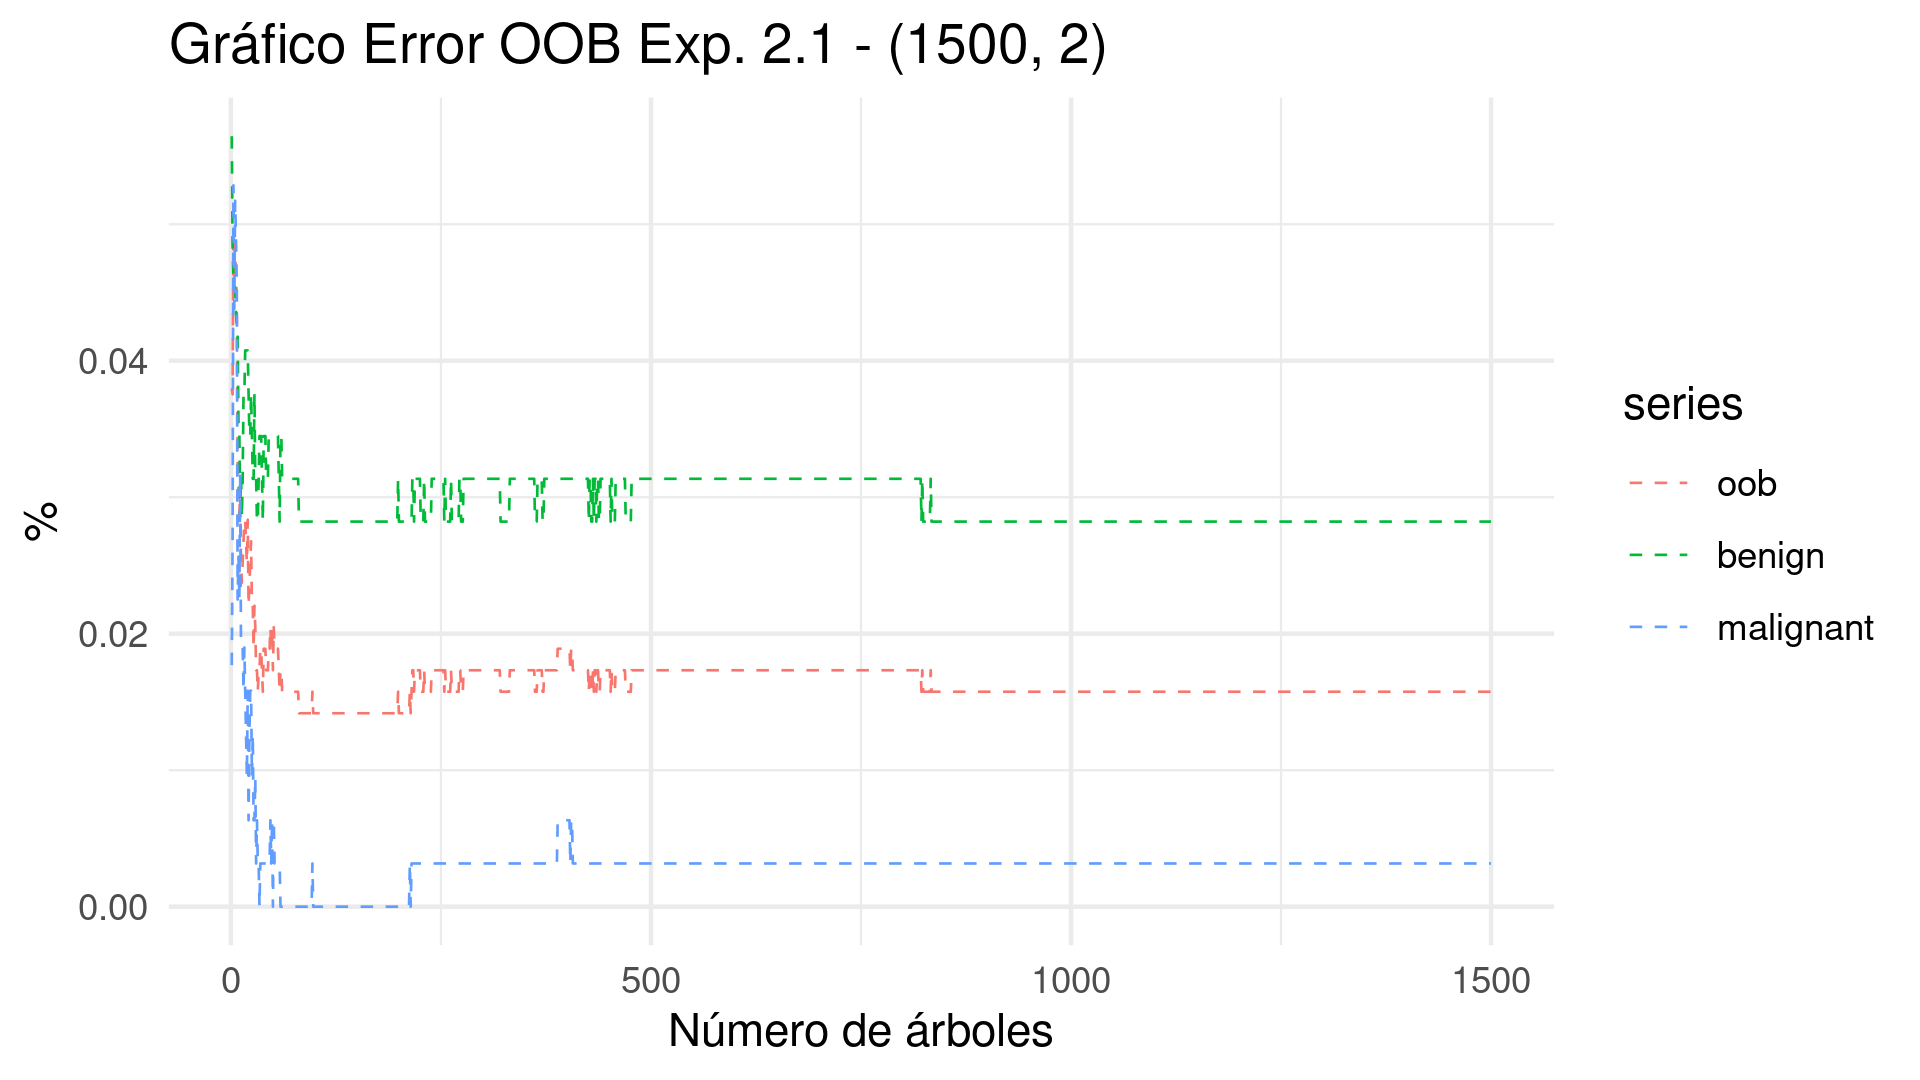 Gráfico Error OOB Exp. 2.1 - (1500, 2)
%
0.04
0.02
0.00
0
500
1000
1500
Número de árboles
series
oob
benign
malignant